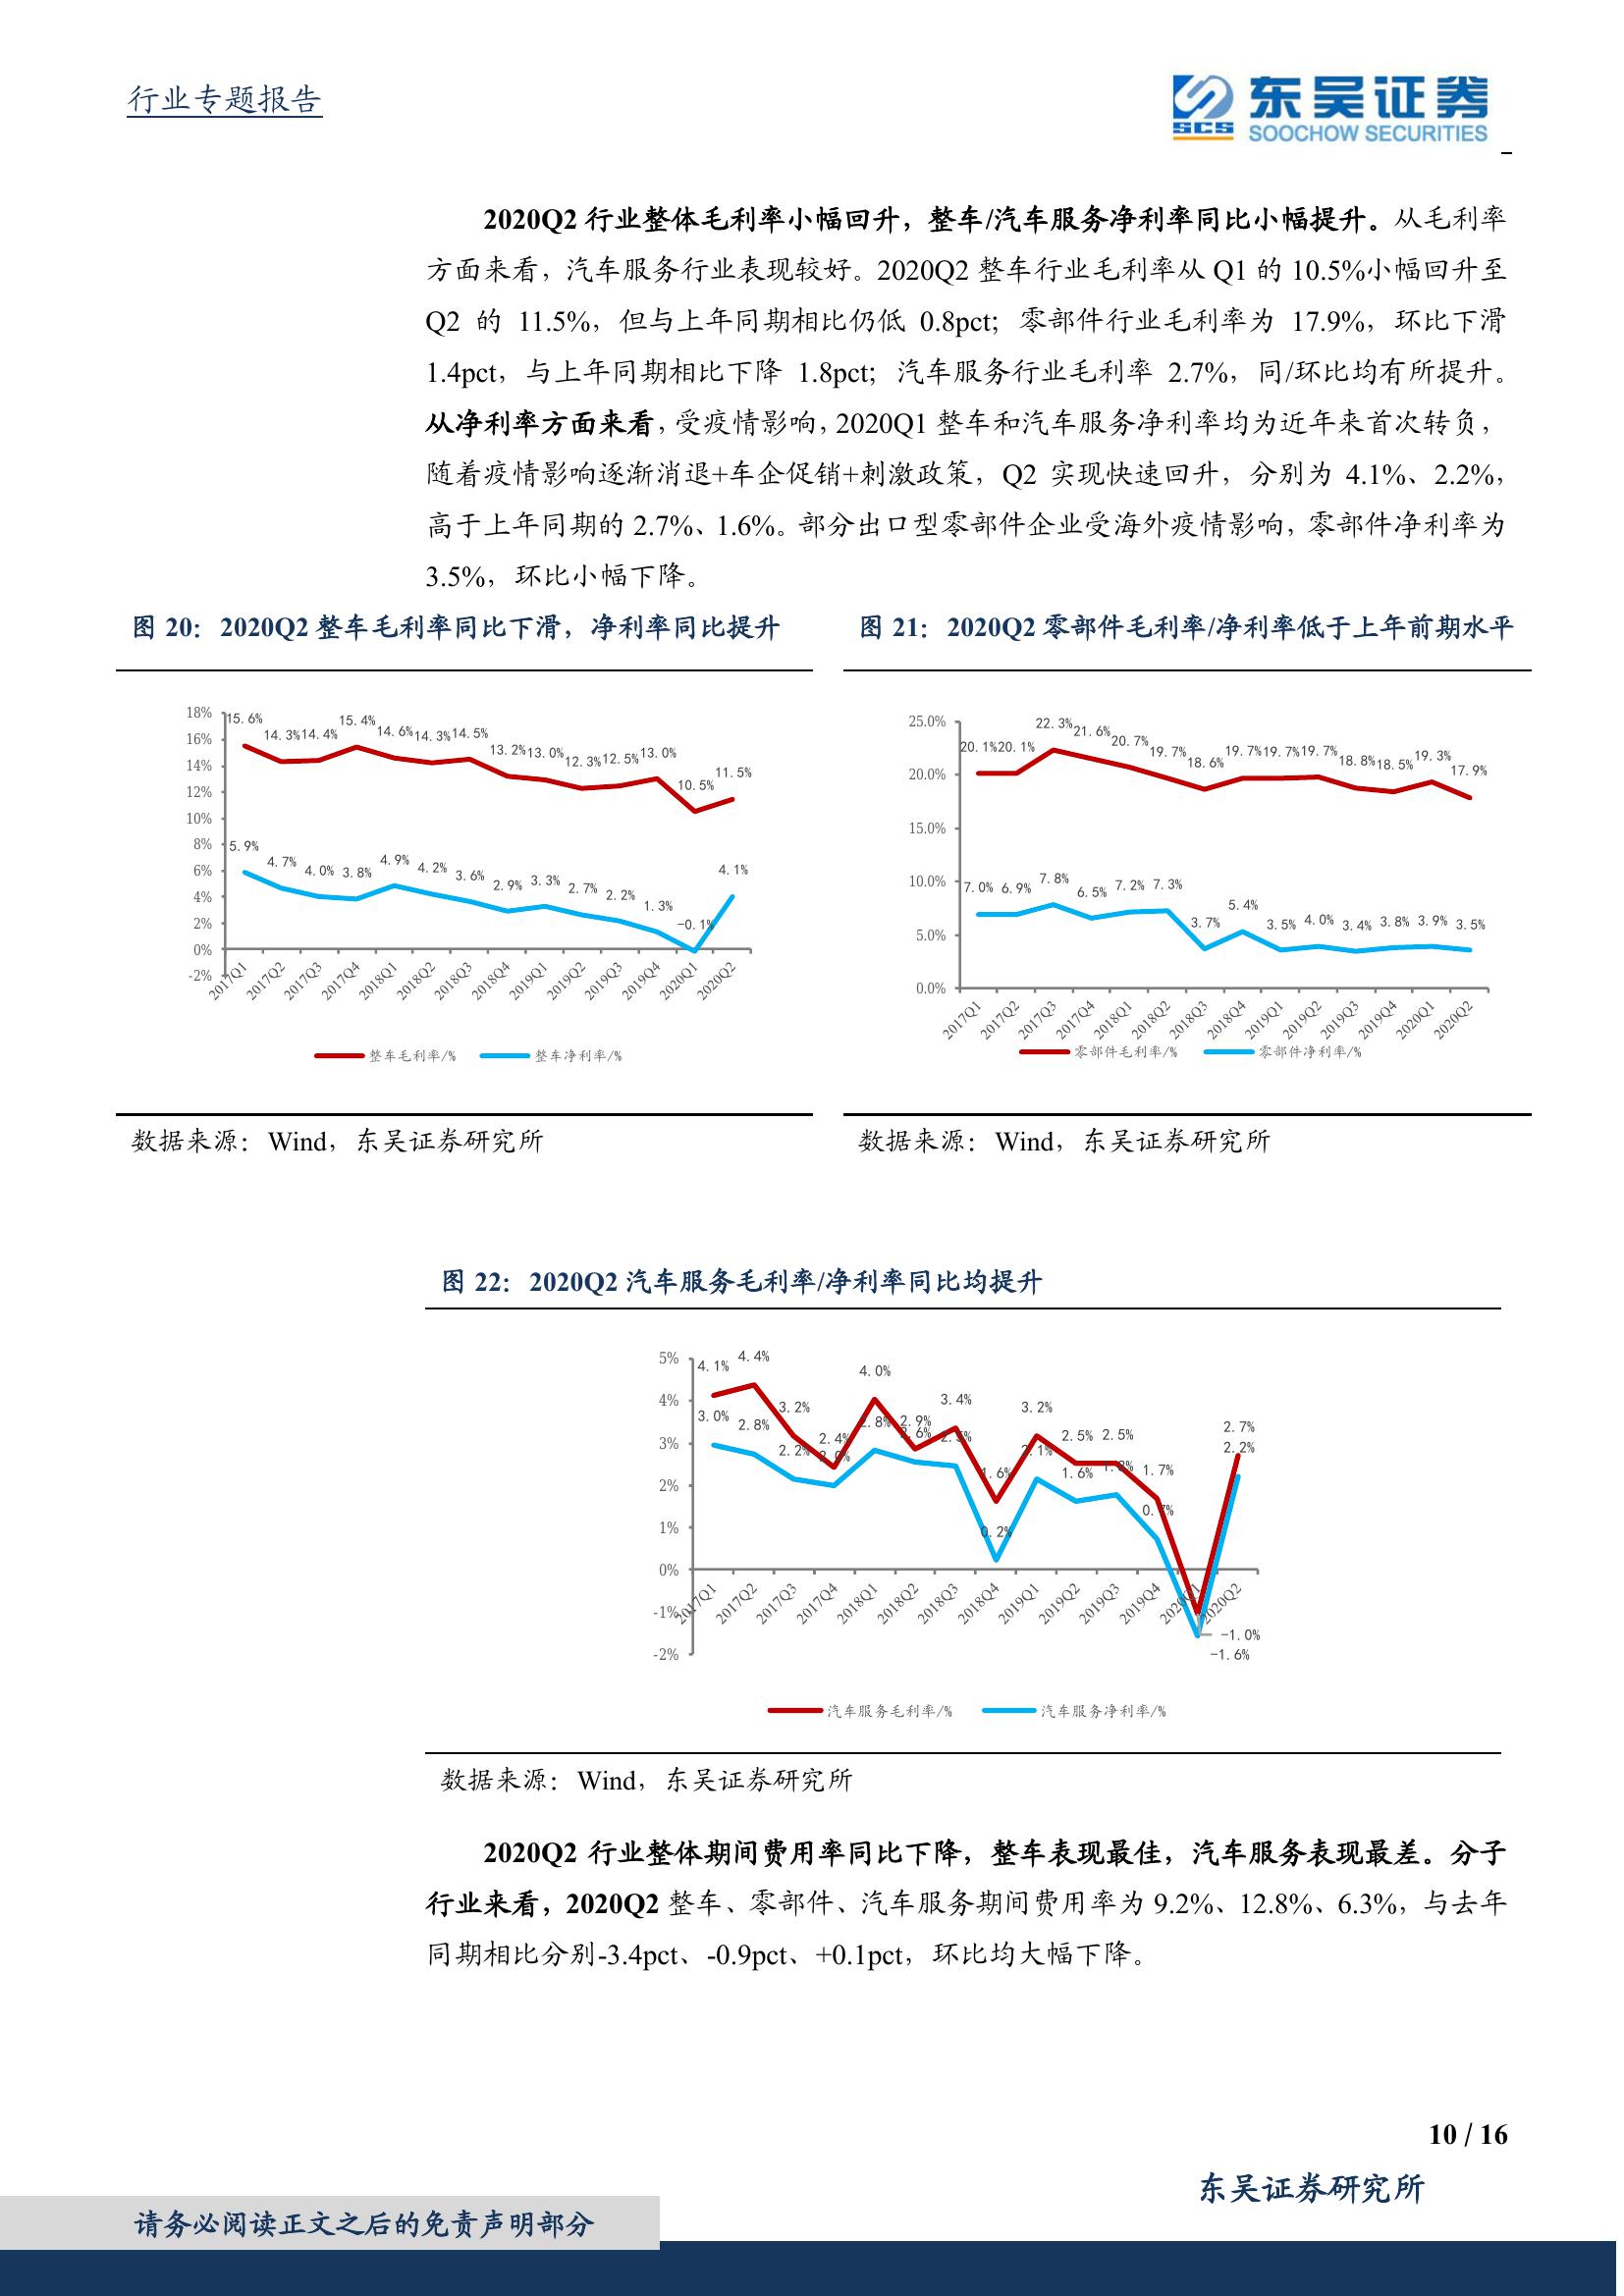 行业专题报告
SCS
东吴证券
SOOCHOW SECURITIES
2020Q2 行业整体毛利率小幅回升，整车/汽车服务净利率同比小幅提升。从毛利率
方面来看，汽车服务行业表现较好。2020Q2 整车行业毛利率从 Q1 的 10.5%小幅回升至
Q2 的 11.5%，但与上年同期相比仍低 0.8pct；零部件行业毛利率为 17.9%，环比下滑
1.4pct，与上年同期相比下降 1.8pct；汽车服务行业毛利率 2.7%，同/环比均有所提升。
从净利率方面来看，受疫情影响，2020Q1 整车和汽车服务净利率均为近年来首次转负，
随着疫情影响逐渐消退+车企促销+刺激政策，Q2 实现快速回升，分别为 4.1%、2.2%，
高于上年同期的 2.7%、1.6%。部分出口型零部件企业受海外疫情影响，零部件净利率为
3.5%，环比小幅下降。
图 20：2020Q2 整车毛利率同比下滑，净利率同比提升
18%
16%
14%
12%
10%
8%
6%
4%
2%
0%
-2%
15.6% 14.3% 14.4% 15.4% 14.6% 14.3% 14.5% 13.2% 13.0% 12.3% 12.5% 13.0% 10.5% 11.5%
5.9% 4.7% 4.0% 3.8% 4.9% 4.2% 3.6% 2.9% 3.3% 2.7% 2.2% 1.3% -0.1% 4.1%
2017Q1 2017Q2 2017Q3 2017Q4 2018Q1 2018Q2 2018Q3 2018Q4 2019Q1 2019Q2 2019Q3 2019Q4 2020Q1 2020Q2
整车毛利率/% 整车净利率/%
数据来源：Wind，东吴证券研究所
图 21：2020Q2 零部件毛利率/净利率低于上年前期水平
25.0%
20.0%
15.0%
10.0%
5.0%
0.0%
20.1% 20.1% 22.3% 21.6% 20.7% 19.7% 18.6% 19.7% 19.7% 19.7% 18.8% 18.5% 19.3% 17.9%
7.0% 6.9% 7.8% 6.5% 7.2% 7.3% 3.7% 5.4% 3.5% 4.0% 3.4% 3.8% 3.9% 3.5%
2017Q1 2017Q2 2017Q3 2017Q4 2018Q1 2018Q2 2018Q3 2018Q4 2019Q1 2019Q2 2019Q3 2019Q4 2020Q1 2020Q2
零部件毛利率/% 零部件净利率/%
数据来源：Wind，东吴证券研究所
图 22：2020Q2 汽车服务毛利率/净利率同比均提升
5%
4%
3%
2%
1%
0%
-1%
-2%
4.1% 4.4% 3.2% 2.4% 4.0% 2.9% 3.4% 1.6% 3.2% 2.5% 2.5% 1.7% -1.0% 2.7%
3.0% 2.8% 2.2% 2.0% 2.8% 2.6% 2.5% 0.2% 2.1% 1.6% 1.8% 0.7% -1.6% 2.2%
2017Q1 2017Q2 2017Q3 2017Q4 2018Q1 2018Q2 2018Q3 2018Q4 2019Q1 2019Q2 2019Q3 2019Q4 2020Q1 2020Q2
汽车服务毛利率/% 汽车服务净利率/%
数据来源：Wind，东吴证券研究所
2020Q2 行业整体期间费用率同比下降，整车表现最佳，汽车服务表现最差。分子
行业来看，2020Q2 整车、零部件、汽车服务期间费用率为 9.2%、12.8%、6.3%，与去年
同期相比分别-3.4pct、-0.9pct、+0.1pct，环比均大幅下降。
10 / 16
东吴证券研究所
请务必阅读正文之后的免责声明部分